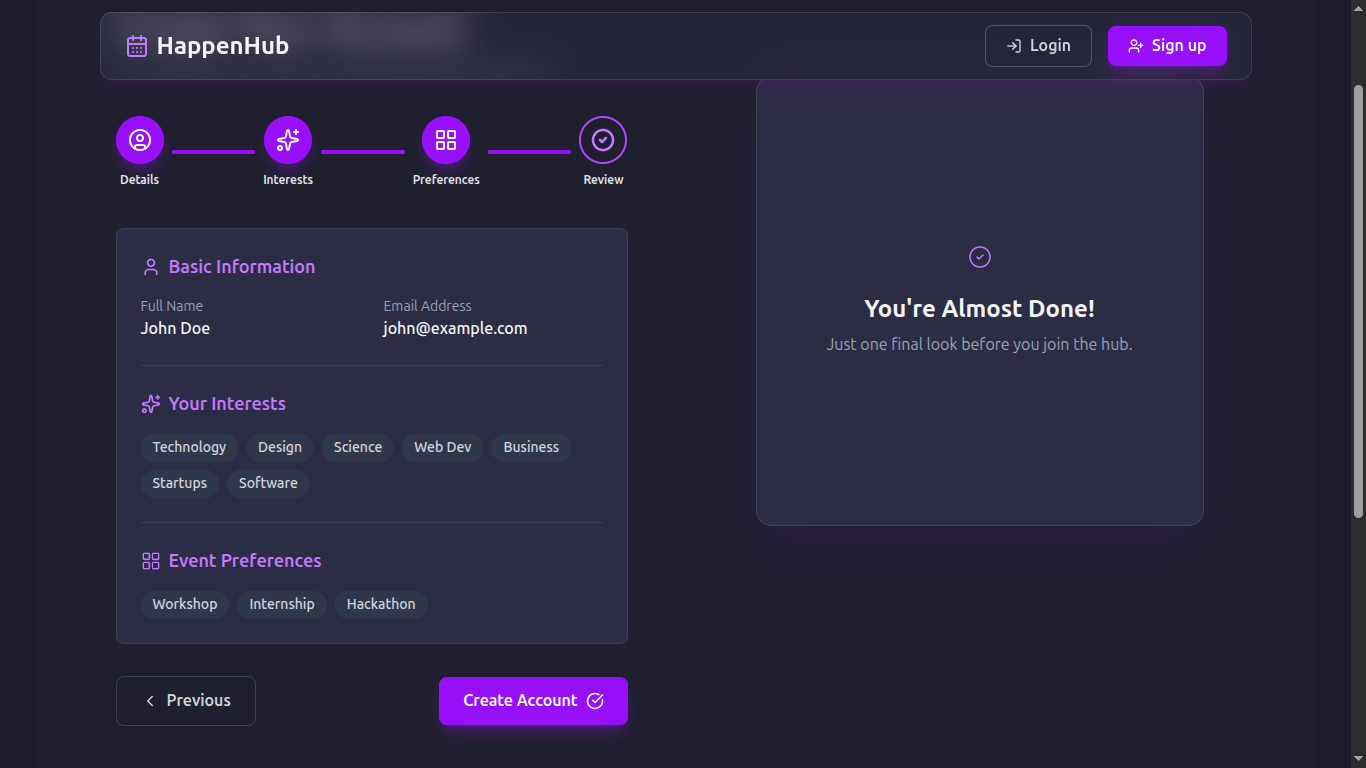 HappenHub
Login
Sign up
Details
Interests
Preferences
Review
Basic Information
Full Name
Email Address
John Doe
john@example.com
Your Interests
Technology
Design
Science
Web Dev
Business
Startups
Software
Event Preferences
Workshop
Internship
Hackathon
Previous
Create Account
You're Almost Done!
Just one final look before you join the hub.